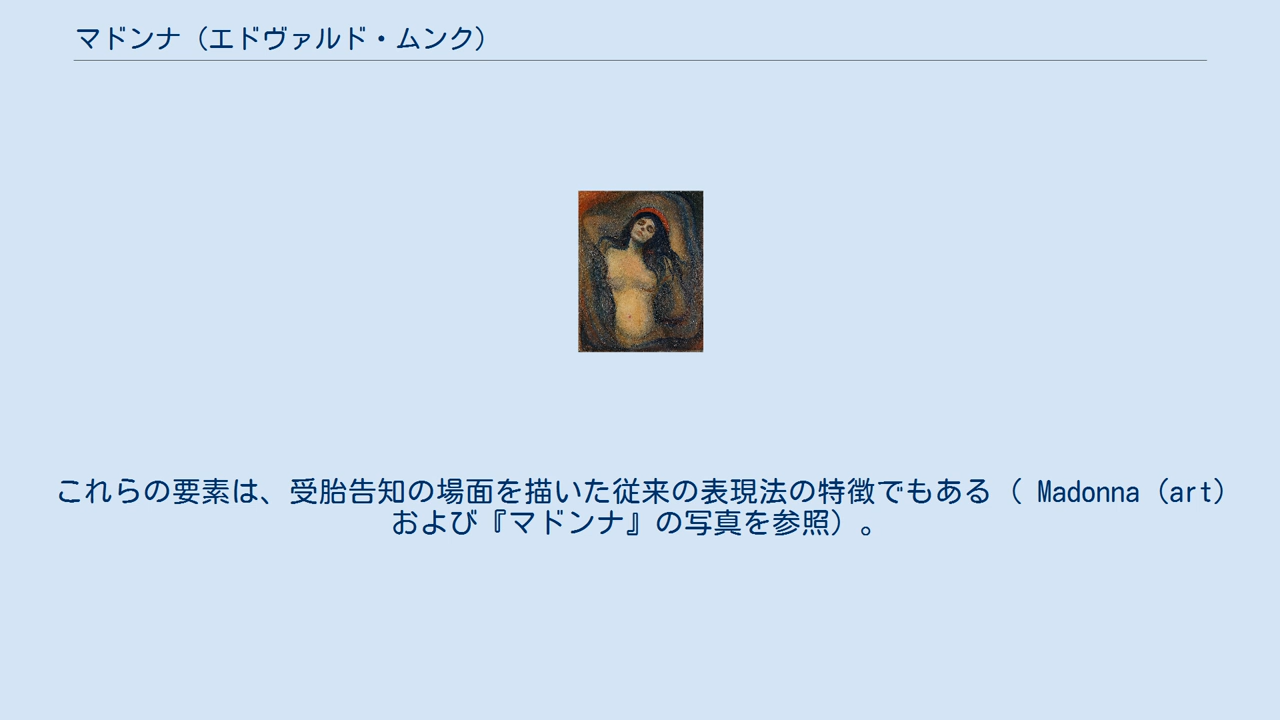 マドンナ（エドヴァルド・ムンク）
これらの要素は、受胎告知の場面を描いた従来の表現法の特徴でもある（ Madonna（art）
および『マドンナ』の写真を参照）。